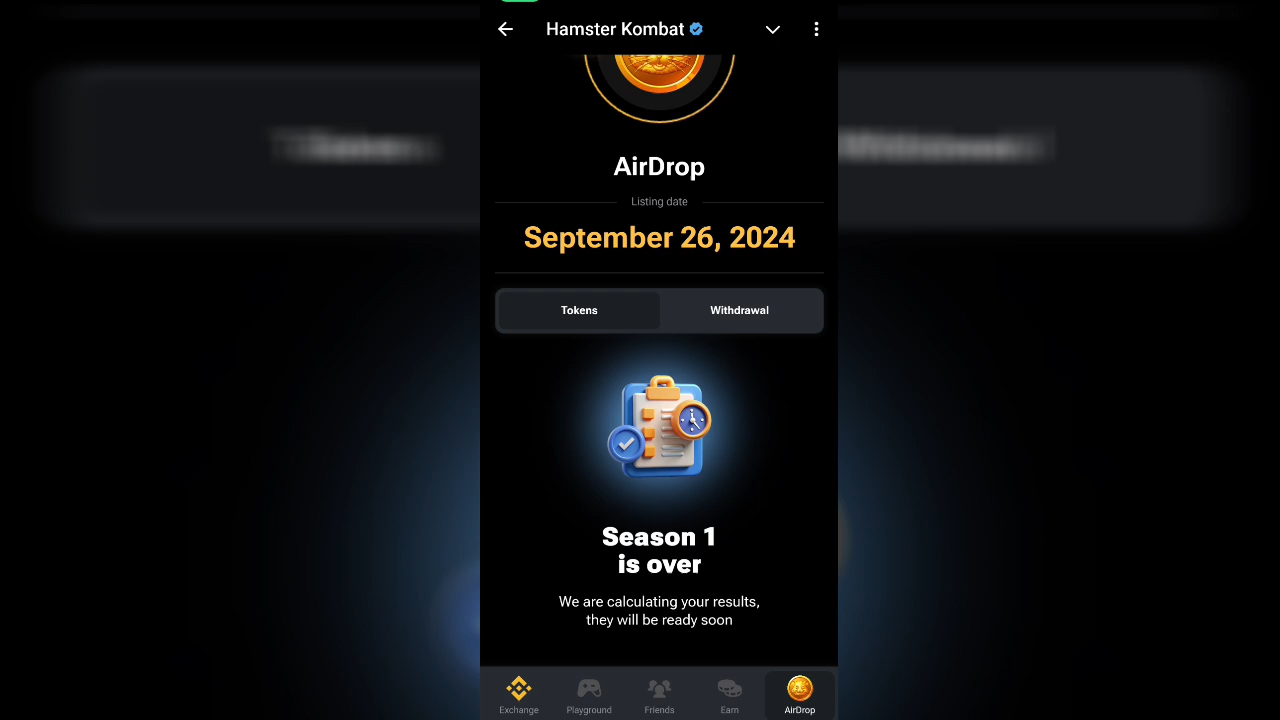 Hamster Kombat
AirDrop
Listing date
September 26, 2024
Tokens
Withdrawal
Season 1
is over
We are calculating your results,
they will be ready soon
Exchange
Playground
Friends
Earn
AirDrop